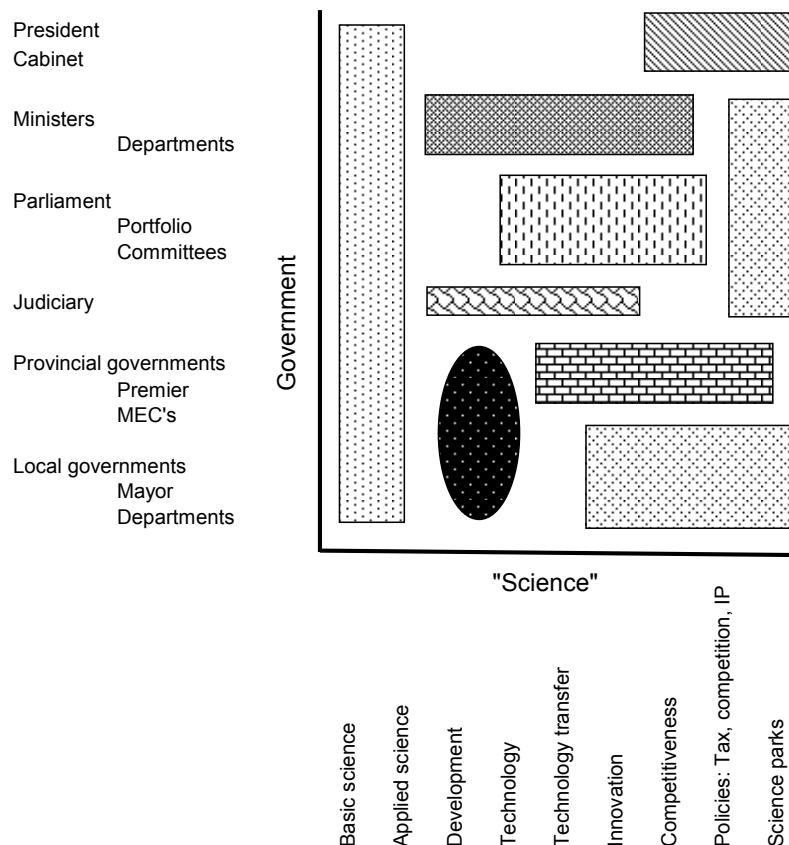 President
Cabinet
Ministers
Departments
Parliament
Portfolio
Committees
Judiciary
Provincial governments
Premier
MEC's
Local governments
Mayor
Departments
Government
"Science"
Basic science
Applied science
Development
Technology
Technology transfer
Innovation
Competitiveness
Policies: Tax, competition, IP
Science parks